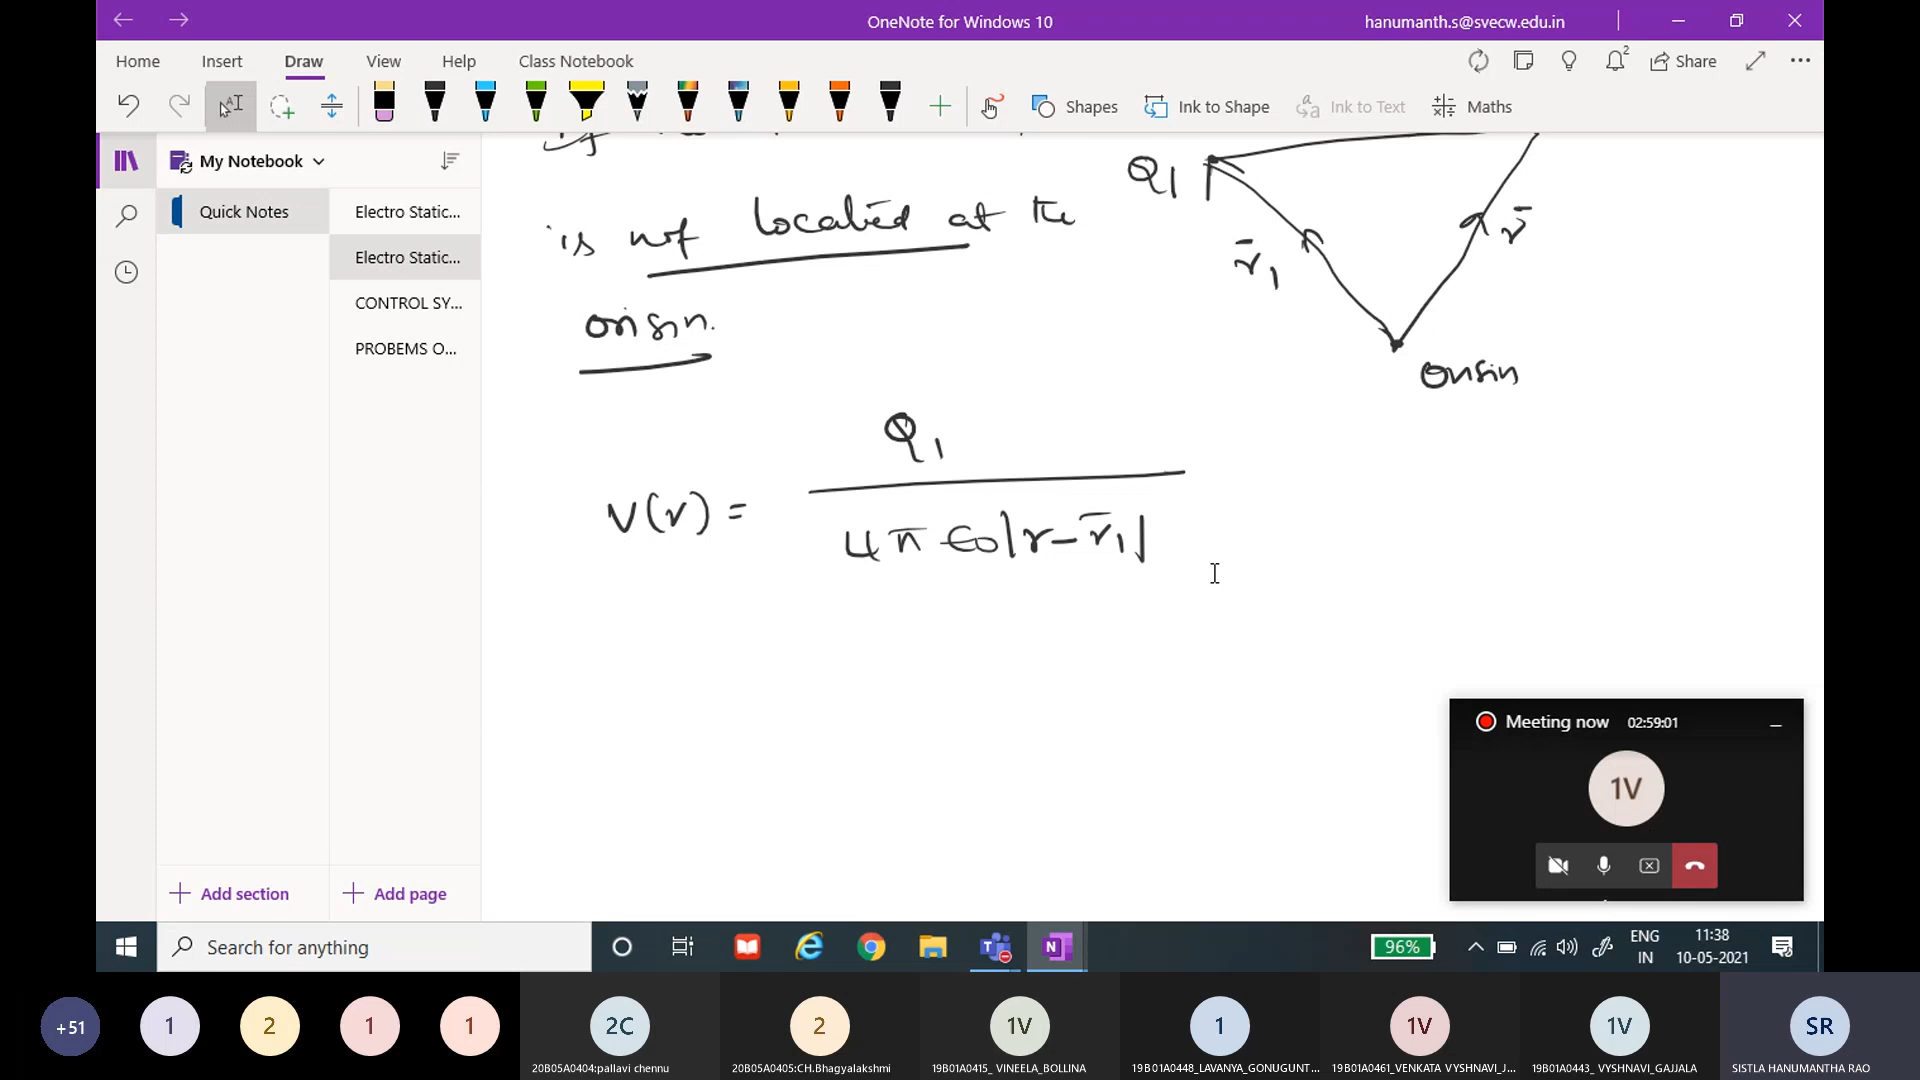 OneNote for Windows 10
hanumanth.s@svecw.edu.in
Home Insert Draw View Help Class Notebook
2
Share
Shapes Ink to Shape Ink to Text Maths
My Notebook
Quick Notes
Electro Static...
Electro Static...
CONTROL SY...
PROBEMS O...
is not located at the
origin.
Q1
r̄1
r̄
origin
V(r) = Q1 / 4π ϵo|r - r̄1|
Meeting now 02:59:01
1V
Add section
Add page
Search for anything
96%
ENG
IN
11:38
10-05-2021
+51 1 2 1 1 2C 2 1V 1 1V 1V SR
20B05A0404:pallavi chennu
20B05A0405:CH.Bhagyalakshmi
19B01A0415_ VINEELA_BOLLINA
19B01A0448_LAVANYA_GONUGUNT...
19B01A0461_VENKATA VYSHNAVI_J...
19B01A0443_ VYSHNAVI_GAJJALA
SISTLA HANUMANTHA RAO